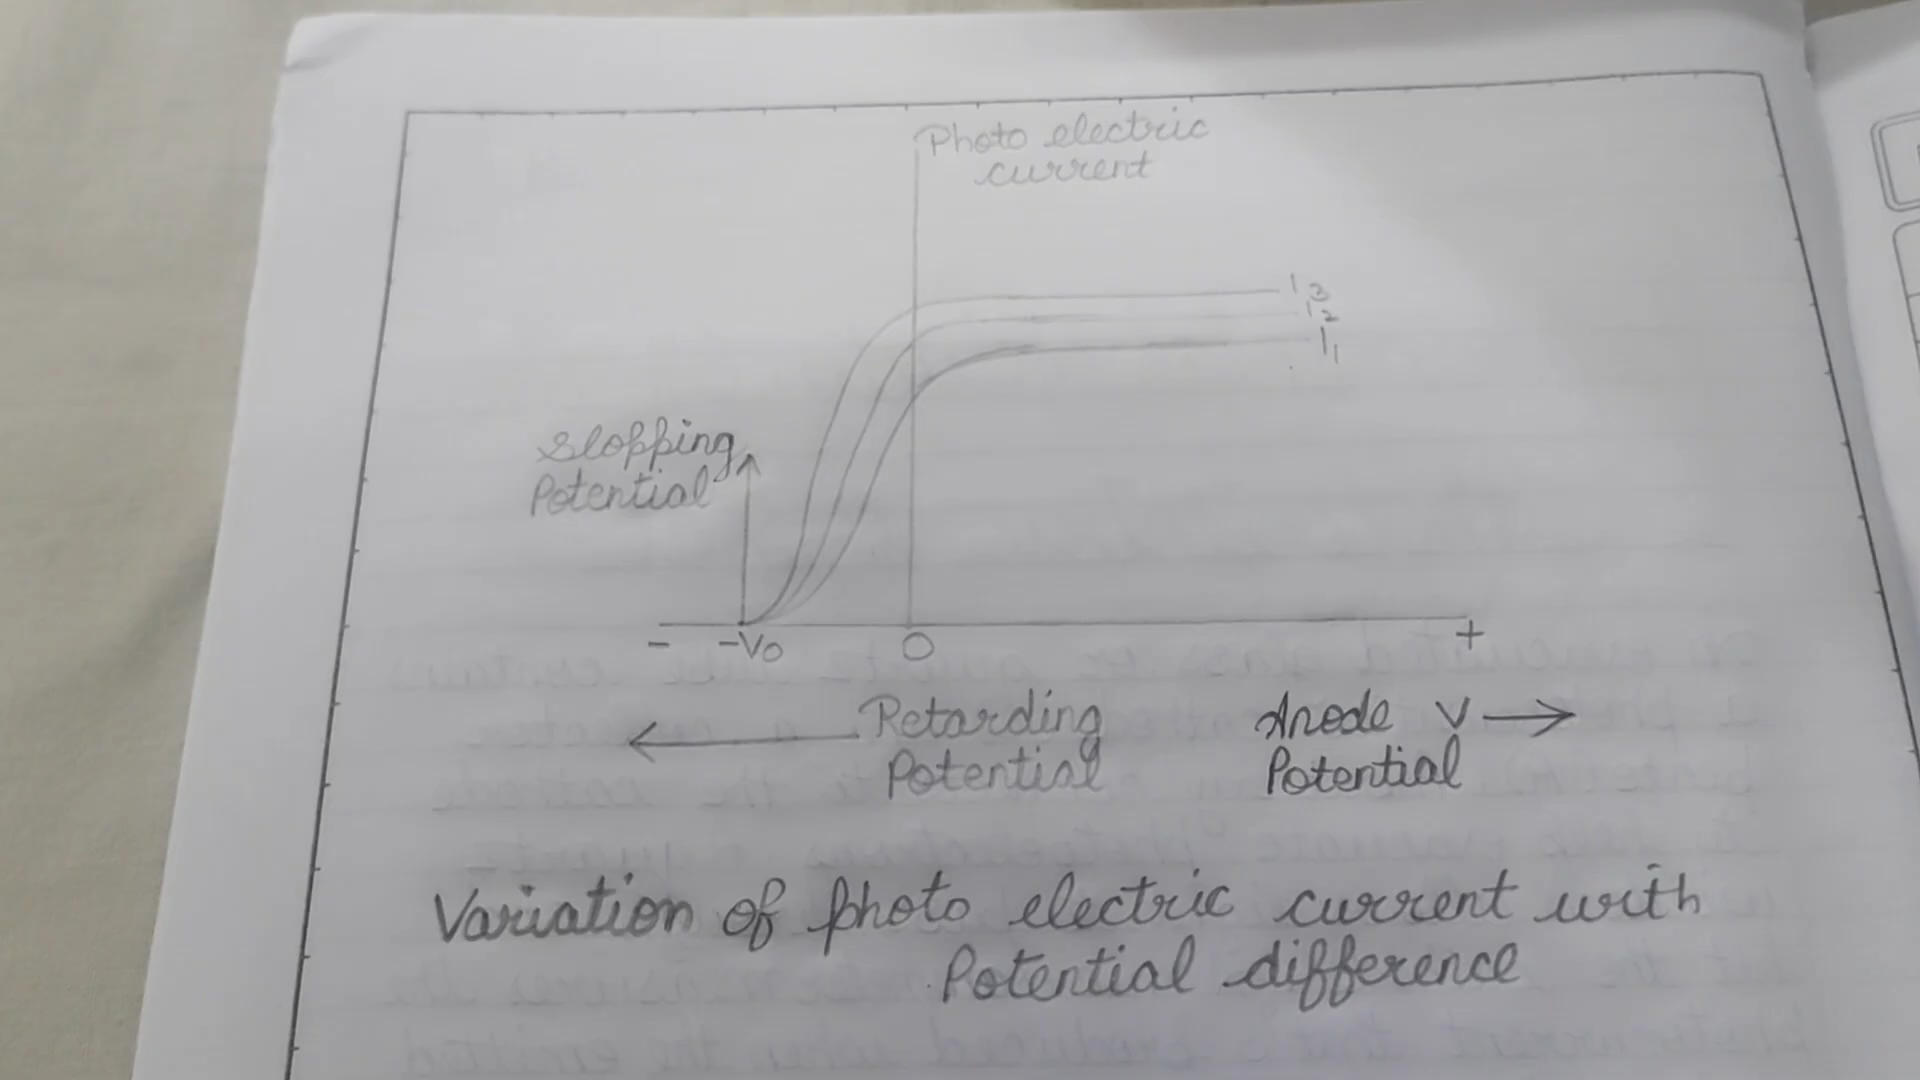 Photo electric
current
I3
I2
I1
Slopping
Potential
- -V0 O +
Retarding Anode V
Potential Potential
Variation of photo electric current with
Potential difference